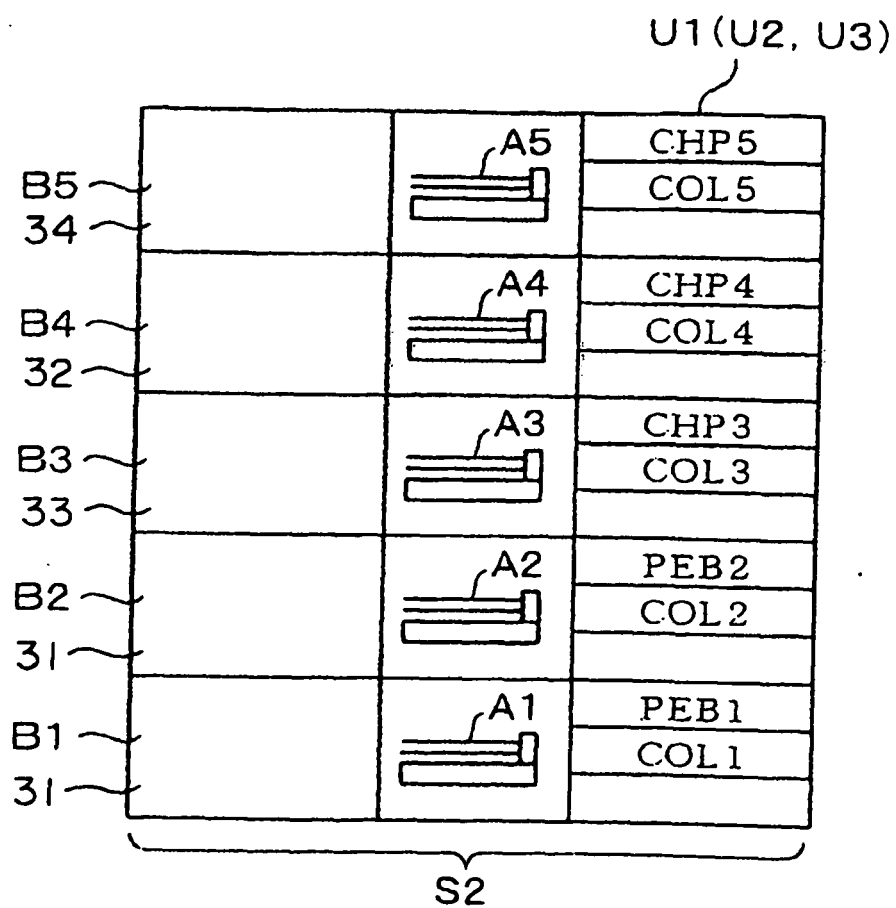 U1(U2, U3)
A5 CHP5
B5 COL5
34
A4 CHP4
B4 COL4
32
A3 CHP3
B3 COL3
33
A2 PEB2
B2 COL2
31
A1 PEB1
B1 COL1
31
S2